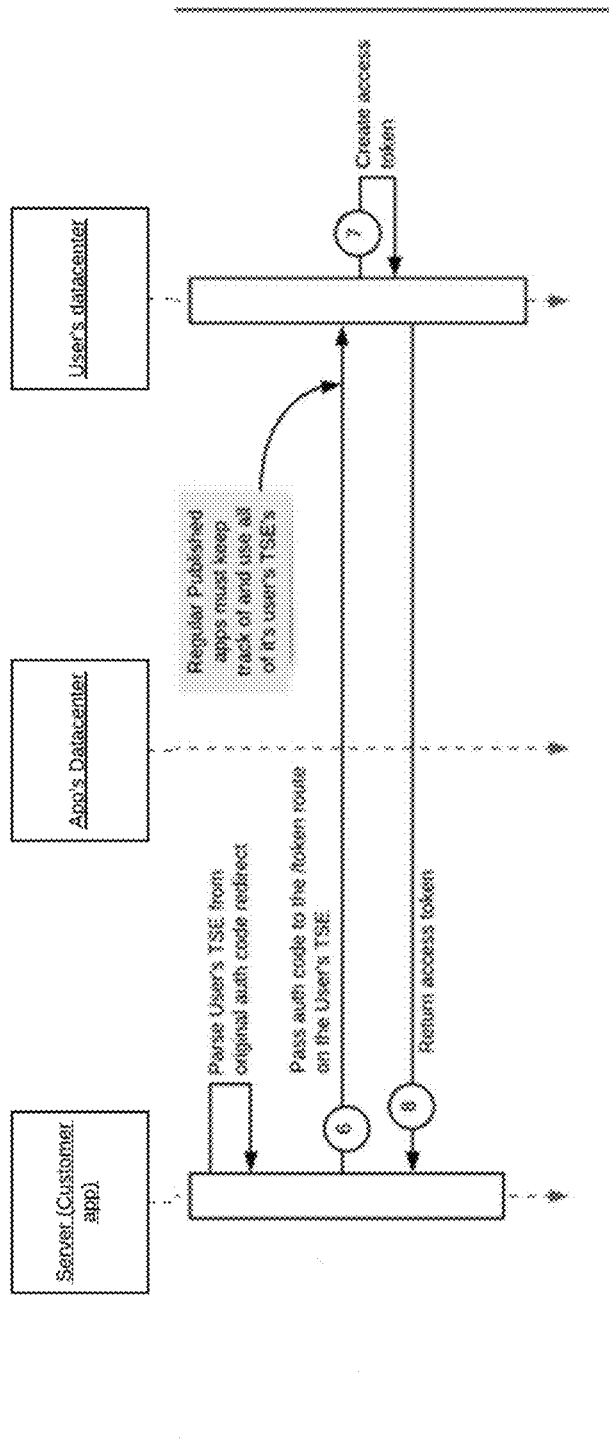 Server (Customer
app)
App's Datacenter
User's datacenter
Parse User's TSE from
original auth code redirect
Regular Published
apps must keep
track of and use all
of it's user's TSE's
Pass auth code to the /token route
on the User's TSE
6
7
Create access
token
8
Return access token